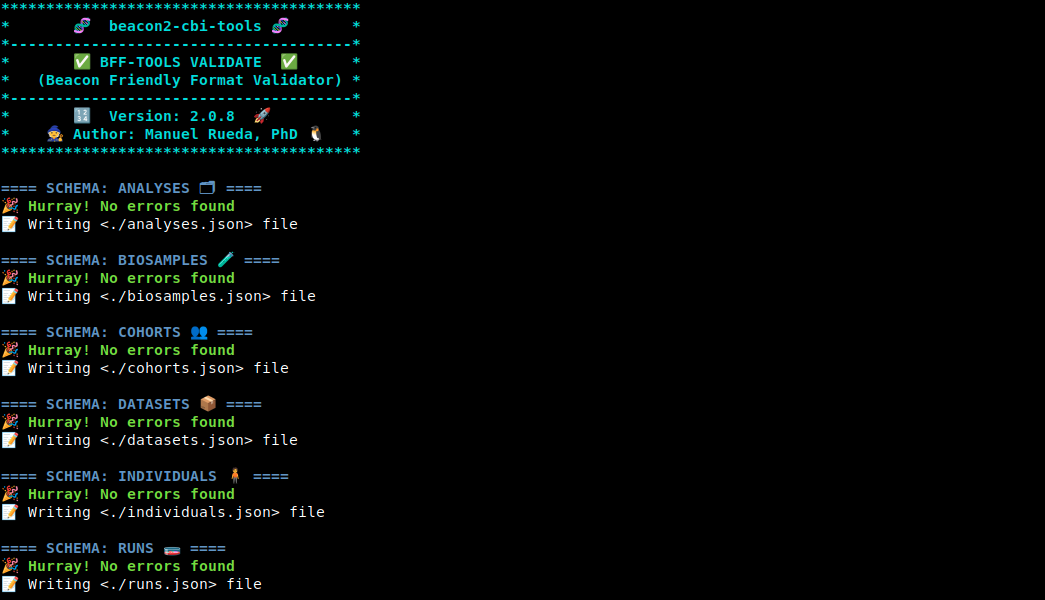 ****************************************
* 🧬 beacon2-cbi-tools 🧬 *
*--------------------------------------*
* ✅ BFF-TOOLS VALIDATE ✅ *
* (Beacon Friendly Format Validator) *
*--------------------------------------*
* 🔢 Version: 2.0.8 🚀 *
* 🧙 Author: Manuel Rueda, PhD 🐧 *
****************************************
==== SCHEMA: ANALYSES 🗂️ ====
🎉 Hurray! No errors found
📝 Writing <./analyses.json> file
==== SCHEMA: BIOSAMPLES 🧪 ====
🎉 Hurray! No errors found
📝 Writing <./biosamples.json> file
==== SCHEMA: COHORTS 👥 ====
🎉 Hurray! No errors found
📝 Writing <./cohorts.json> file
==== SCHEMA: DATASETS 📦 ====
🎉 Hurray! No errors found
📝 Writing <./datasets.json> file
==== SCHEMA: INDIVIDUALS 🧍 ====
🎉 Hurray! No errors found
📝 Writing <./individuals.json> file
==== SCHEMA: RUNS 🧫 ====
🎉 Hurray! No errors found
📝 Writing <./runs.json> file